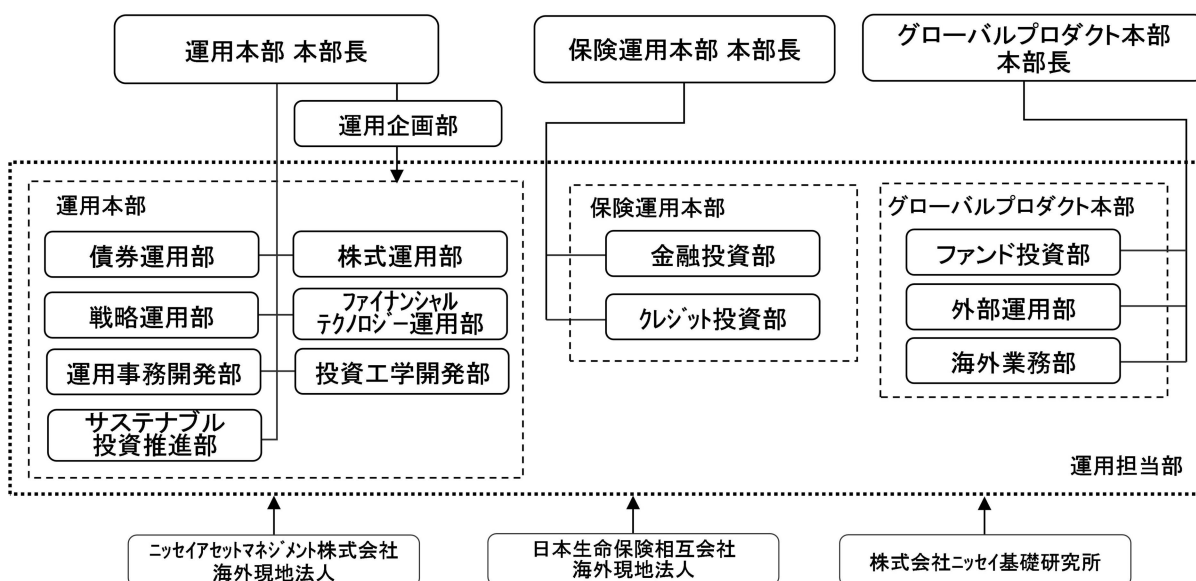 運用本部 本部長
保険運用本部 本部長
グローバルプロダクト本部
本部長
運用企画部
運用本部
債券運用部
株式運用部
戦略運用部
ファイナンシャル
テクノロジー運用部
運用事務開発部
投資工学開発部
サステナブル
投資推進部
保険運用本部
金融投資部
クレジット投資部
グローバルプロダクト本部
ファンド投資部
外部運用部
海外業務部
運用担当部
ニッセイアセットマネジメント株式会社
海外現地法人
日本生命保険相互会社
海外現地法人
株式会社ニッセイ基礎研究所